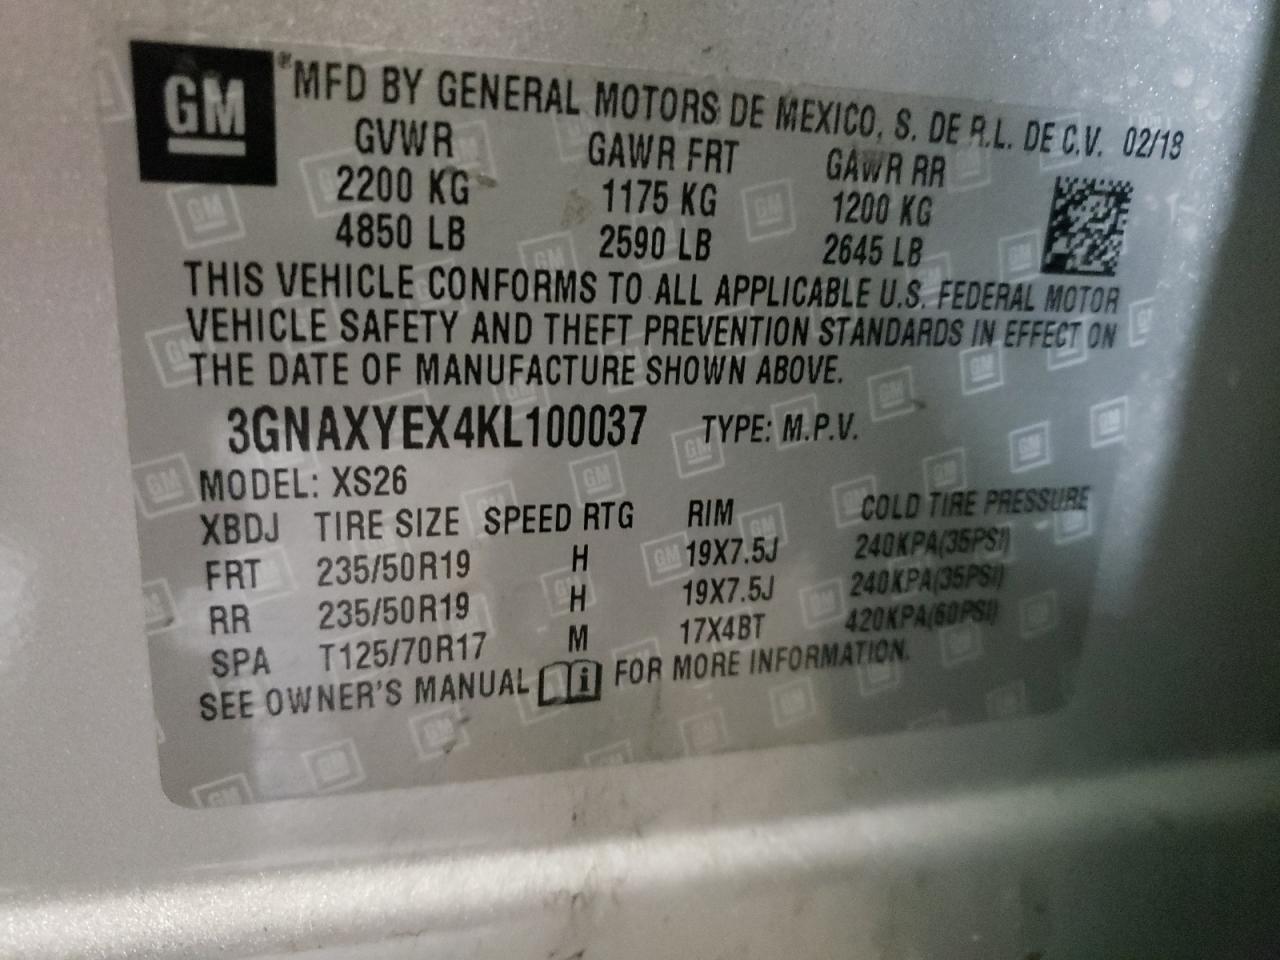 GM ®MFD BY GENERAL MOTORS DE MEXICO, S. DE R.L. DE C.V. 02/18
GVWR GAWR FRT GAWR RR
2200 KG 1175 KG 1200 KG
4850 LB 2590 LB 2645 LB
THIS VEHICLE CONFORMS TO ALL APPLICABLE U.S. FEDERAL MOTOR
VEHICLE SAFETY AND THEFT PREVENTION STANDARDS IN EFFECT ON
THE DATE OF MANUFACTURE SHOWN ABOVE.
3GNAXYEX4KL100037 TYPE: M.P.V.
MODEL: XS26
XBDJ TIRE SIZE SPEED RTG RIM COLD TIRE PRESSURE
FRT 235/50R19 H 19X7.5J 240KPA(35PSI)
RR 235/50R19 H 19X7.5J 240KPA(35PSI)
SPA T125/70R17 M 17X4BT 420KPA(60PSI)
SEE OWNER'S MANUAL i FOR MORE INFORMATION.